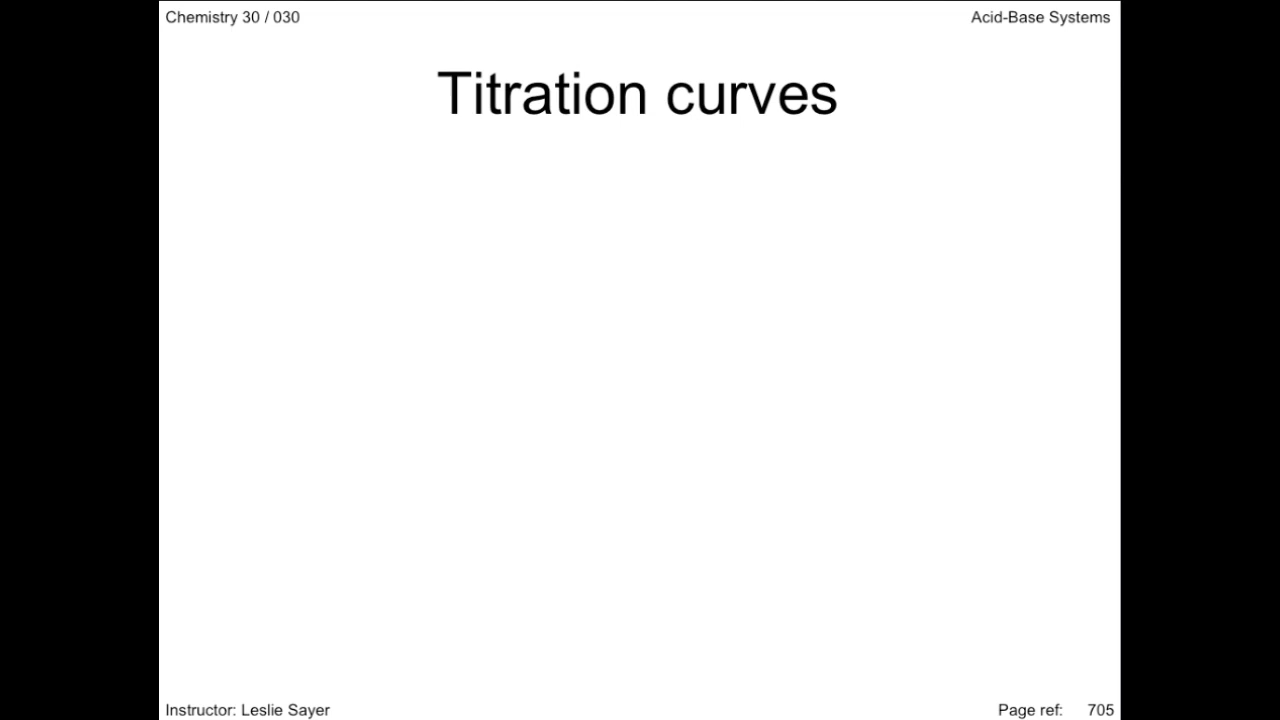 Chemistry 30 / 030
Acid-Base Systems
Titration curves
Instructor: Leslie Sayer
Page ref: 705